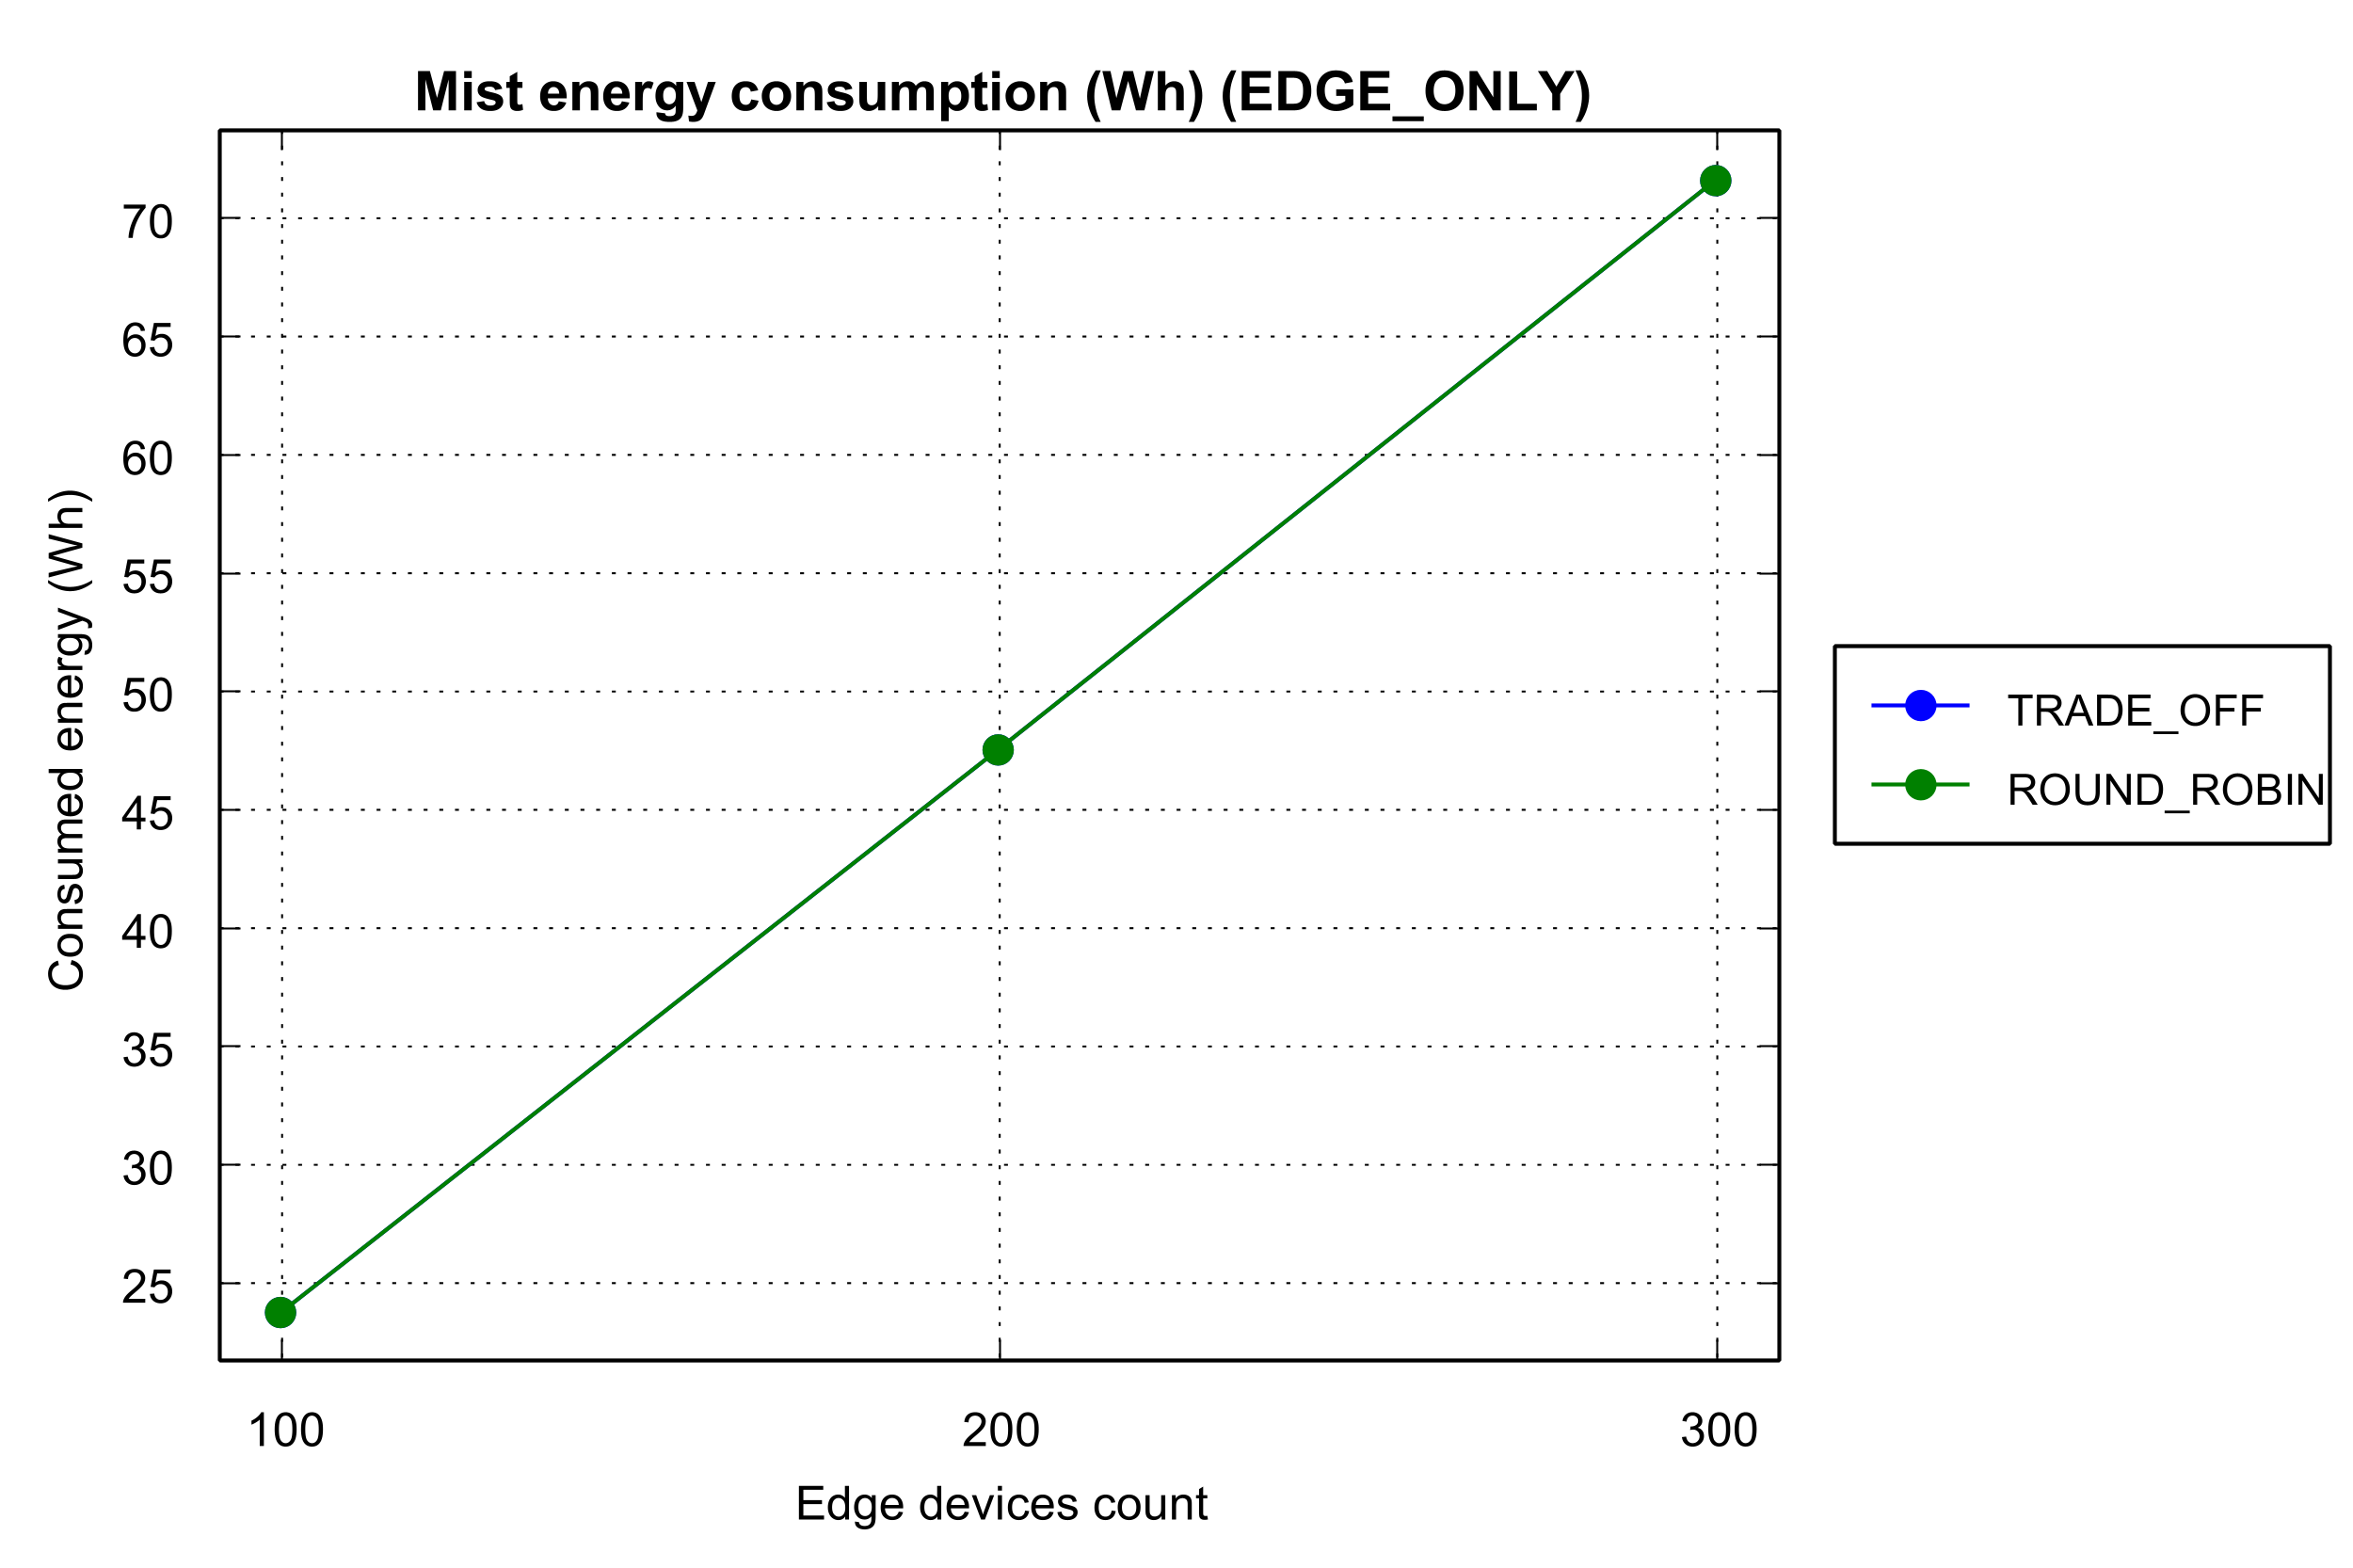 Mist energy consumption (Wh) (EDGE_ONLY)
Consumed energy (Wh)
70
65
60
55
50
45
40
35
30
25
100 200 300
Edge devices count
TRADE_OFF
ROUND_ROBIN